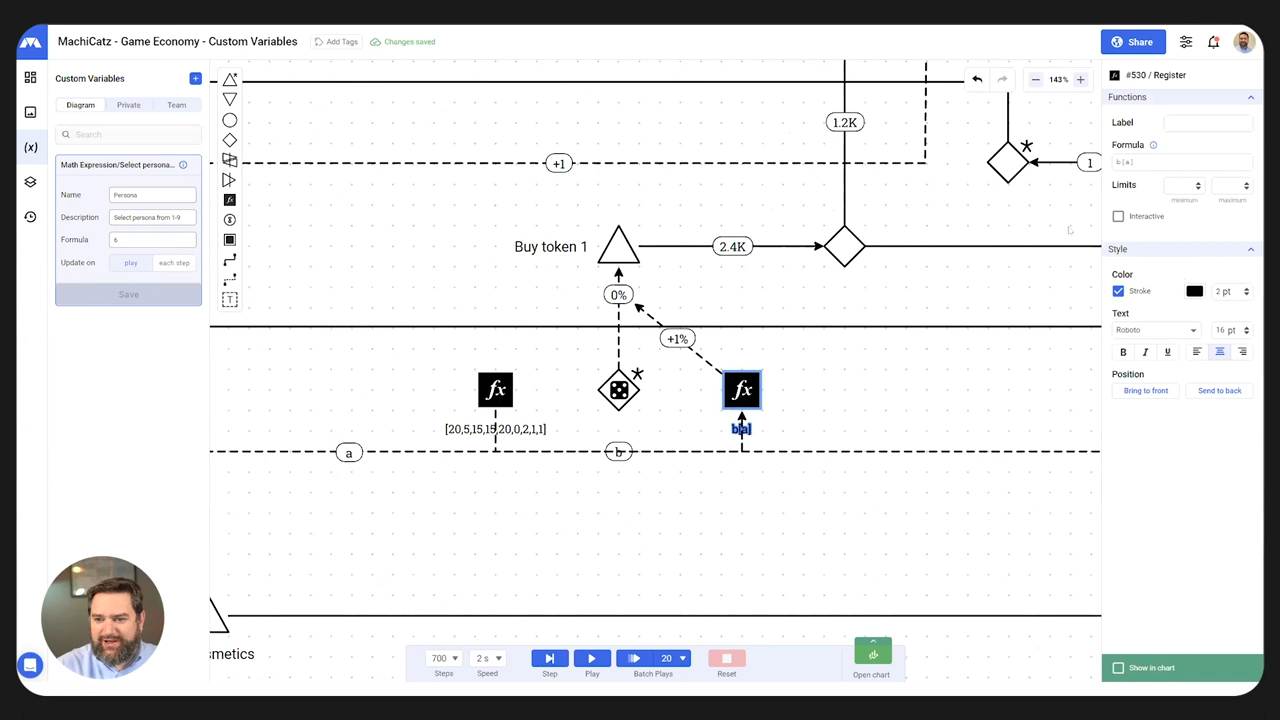 MachiCatz - Game Economy - Custom Variables
Add Tags
Changes saved
Share
Custom Variables
Diagram
Private
Team
Search
Math Expression/Select persona...
Name
Persona
Description
Select persona from 1-9
Formula
6
Update on
play
each step
Save
(x)
143%
1.2K
+1
1
Buy token 1
2.4K
0%
+1%
fx
fx
[20,5,15,15,20,0,2,1,1]
b[a]
a
b
smetics
700
Steps
2 s
Speed
Step
Play
20
Batch Plays
Reset
Open chart
fx
#530 / Register
Functions
Label
Formula
b[a]
Limits
minimum
maximum
Interactive
Style
Color
Stroke
2 pt
Text
Roboto
16 pt
B
I
U
Position
Bring to front
Send to back
Show in chart